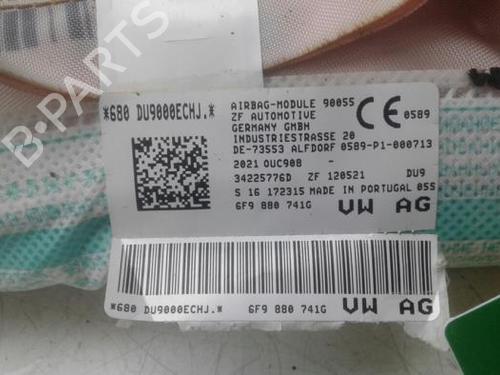 B-PARTS
*680 DU9000ECHJ.*
AIRBAG-MODULE 90055
ZF AUTOMOTIVE
GERMANY GMBH
INDUSTRIESTRASSE 20
DE-73553 ALFDORF 0589-P1-000713
CE 0589
2021 OUC908
34225776D ZF 120521 DU9
S 16 172315 MADE IN PORTUGAL 055
6F9 880 741G VW AG
*680 DU9000ECHJ.* 6F9 880 741G VW AG